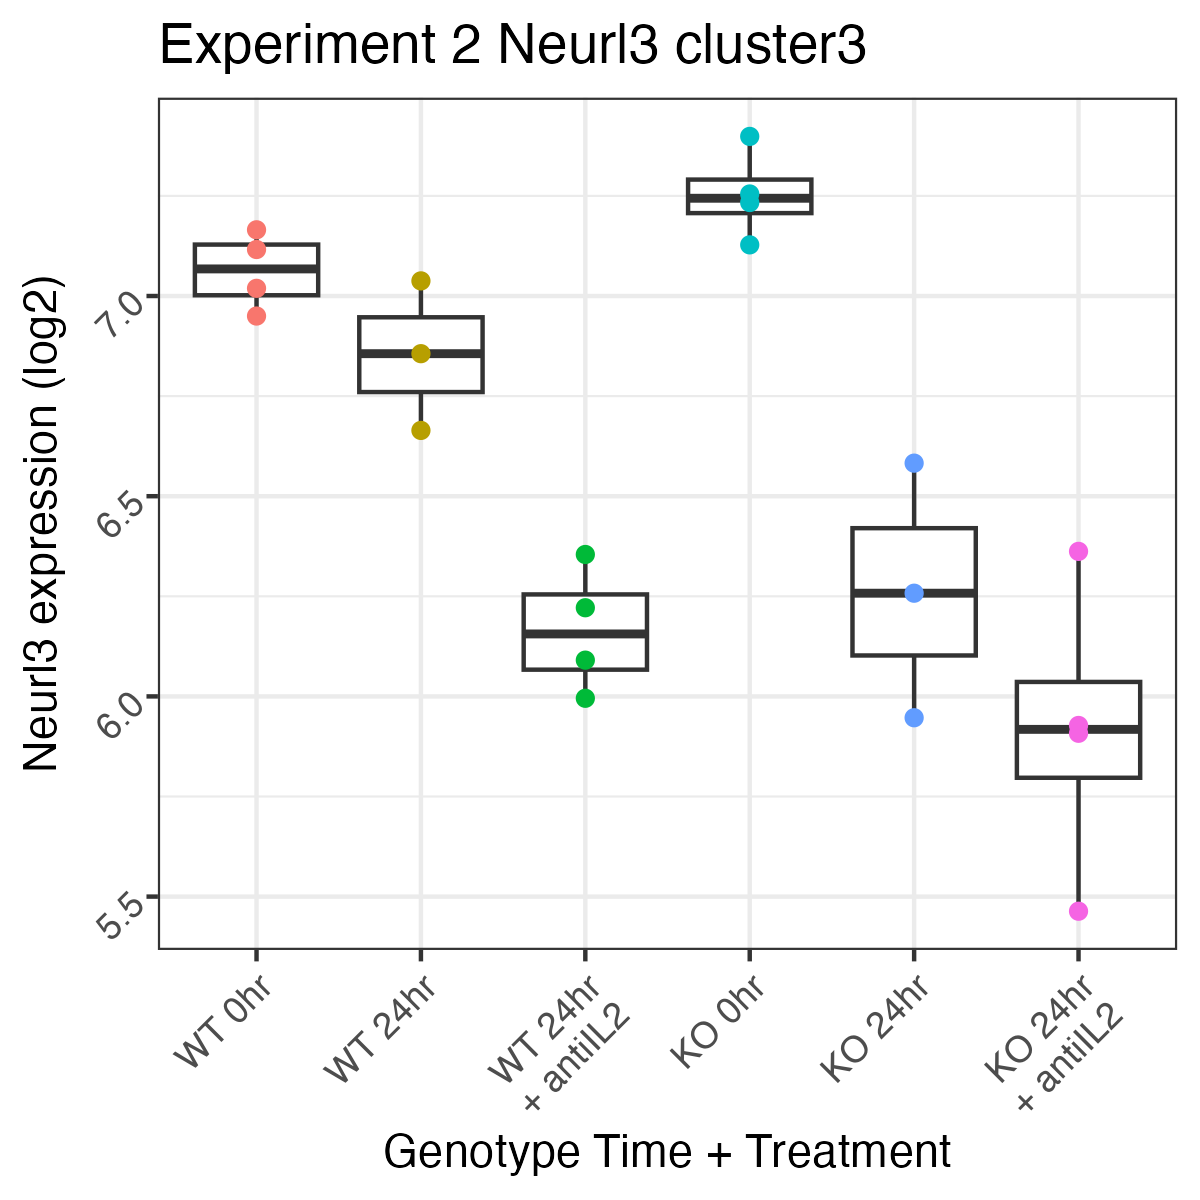 Experiment 2 Neurl3 cluster3
Neurl3 expression (log2)
7.0
6.5
6.0
5.5
WT 0hr
WT 24hr
WT 24hr
+ antiIL2
KO 0hr
KO 24hr
KO 24hr
+ antiIL2
Genotype Time + Treatment